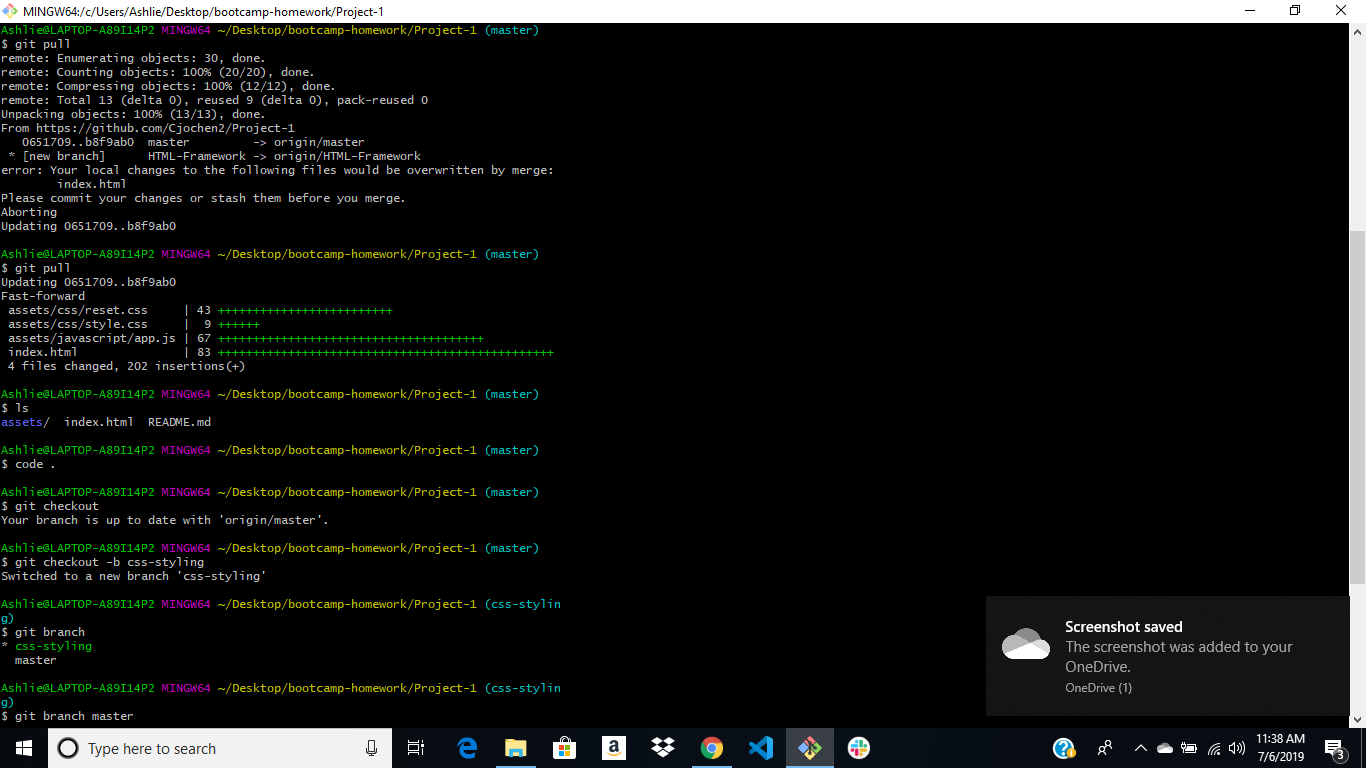 MINGW64:/c/Users/Ashlie/Desktop/bootcamp-homework/Project-1
Ashlie@LAPTOP-A89I14P2 MINGW64 ~/Desktop/bootcamp-homework/Project-1 (master)
$ git pull
remote: Enumerating objects: 30, done.
remote: Counting objects: 100% (20/20), done.
remote: Compressing objects: 100% (12/12), done.
remote: Total 13 (delta 0), reused 9 (delta 0), pack-reused 0
Unpacking objects: 100% (13/13), done.
From https://github.com/Cjochen2/Project-1
   0651709..b8f9ab0  master         -> origin/master
 * [new branch]      HTML-Framework -> origin/HTML-Framework
error: Your local changes to the following files would be overwritten by merge:
        index.html
Please commit your changes or stash them before you merge.
Aborting
Updating 0651709..b8f9ab0
Ashlie@LAPTOP-A89I14P2 MINGW64 ~/Desktop/bootcamp-homework/Project-1 (master)
$ git pull
Updating 0651709..b8f9ab0
Fast-forward
 assets/css/reset.css     | 43 +++++++++++++++++++++++++
 assets/css/style.css     |  9 ++++++
 assets/javascript/app.js | 67 ++++++++++++++++++++++++++++++++++++++
 index.html               | 83 ++++++++++++++++++++++++++++++++++++++++++++++++
 4 files changed, 202 insertions(+)
Ashlie@LAPTOP-A89I14P2 MINGW64 ~/Desktop/bootcamp-homework/Project-1 (master)
$ ls
assets/  index.html  README.md
Ashlie@LAPTOP-A89I14P2 MINGW64 ~/Desktop/bootcamp-homework/Project-1 (master)
$ code .
Ashlie@LAPTOP-A89I14P2 MINGW64 ~/Desktop/bootcamp-homework/Project-1 (master)
$ git checkout
Your branch is up to date with 'origin/master'.
Ashlie@LAPTOP-A89I14P2 MINGW64 ~/Desktop/bootcamp-homework/Project-1 (master)
$ git checkout -b css-styling
Switched to a new branch 'css-styling'
Ashlie@LAPTOP-A89I14P2 MINGW64 ~/Desktop/bootcamp-homework/Project-1 (css-stylin
g)
$ git branch
* css-styling
  master
Ashlie@LAPTOP-A89I14P2 MINGW64 ~/Desktop/bootcamp-homework/Project-1 (css-stylin
g)
$ git branch master
Screenshot saved
The screenshot was added to your
OneDrive.
OneDrive (1)
Type here to search
a
11:38 AM
7/6/2019
3